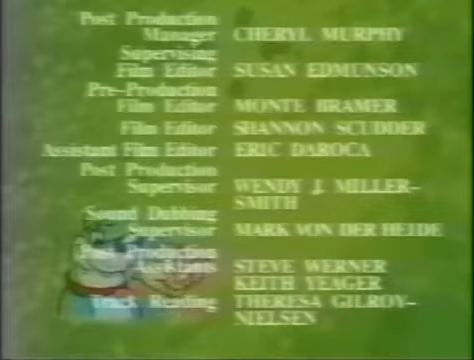 Post Production
Manager CHERYL MURPHY
Supervising
Film Editor SUSAN EDMUNSON
Pre-Production
Film Editor MONTE BRAMER
Film Editor SHANNON SCUDDER
Assistant Film Editor ERIC DAROCA
Post Production
Supervisor WENDY J. MILLER-
SMITH
Sound Dubbing
Supervisor MARK VON DER HEIDE
Post Production
Assistants STEVE WERNER
KEITH YEAGER
Track Reading THERESA GILROY-
NIELSEN